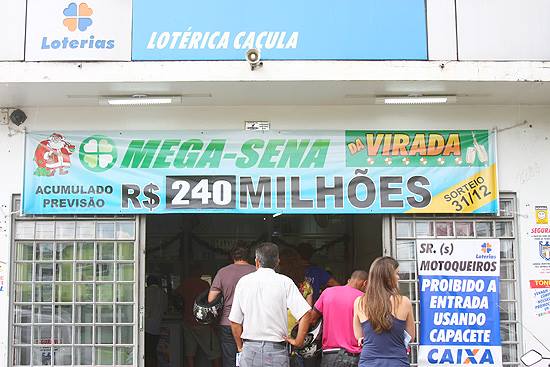 Loterias
LOTÉRICA CAÇULA
MEGA-SENA
DA VIRADA
ACUMULADO
PREVISÃO
R$ 240 MILHÕES
SORTEIO
31/12
SR. (s)
Loterias
MOTOQUEIROS
PROIBIDO A
ENTRADA
USANDO
CAPACETE
CAIXA